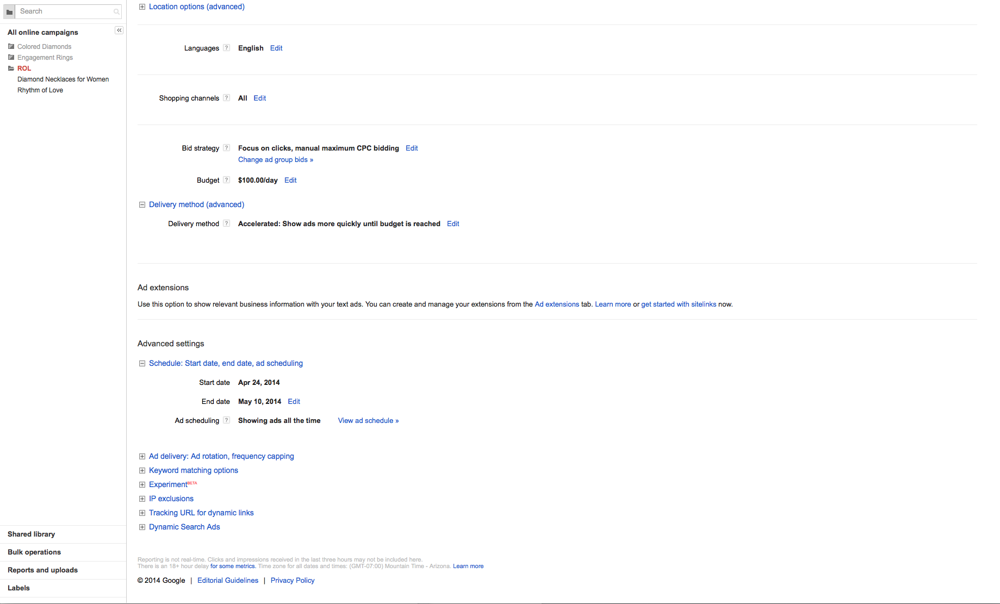 Search
All online campaigns
«
Colored Diamonds
Engagement Rings
ROL
Diamond Necklaces for Women
Rhythm of Love
Shared library
Bulk operations
Reports and uploads
Labels
Location options (advanced)
Languages ? English Edit
Shopping channels ? All Edit
Bid strategy ? Focus on clicks, manual maximum CPC bidding Edit
Change ad group bids »
Budget ? $100.00/day Edit
Delivery method (advanced)
Delivery method ? Accelerated: Show ads more quickly until budget is reached Edit
Ad extensions
Use this option to show relevant business information with your text ads. You can create and manage your extensions from the Ad extensions tab. Learn more or get started with sitelinks now.
Advanced settings
Schedule: Start date, end date, ad scheduling
Start date Apr 24, 2014
End date May 10, 2014 Edit
Ad scheduling ? Showing ads all the time View ad schedule »
Ad delivery: Ad rotation, frequency capping
Keyword matching options
Experiment BETA
IP exclusions
Tracking URL for dynamic links
Dynamic Search Ads
Reporting is not real-time. Clicks and impressions received in the last three hours may not be included here.
There is an 18+ hour delay for some metrics. Time zone for all dates and times: (GMT-07:00) Mountain Time - Arizona. Learn more
© 2014 Google | Editorial Guidelines | Privacy Policy